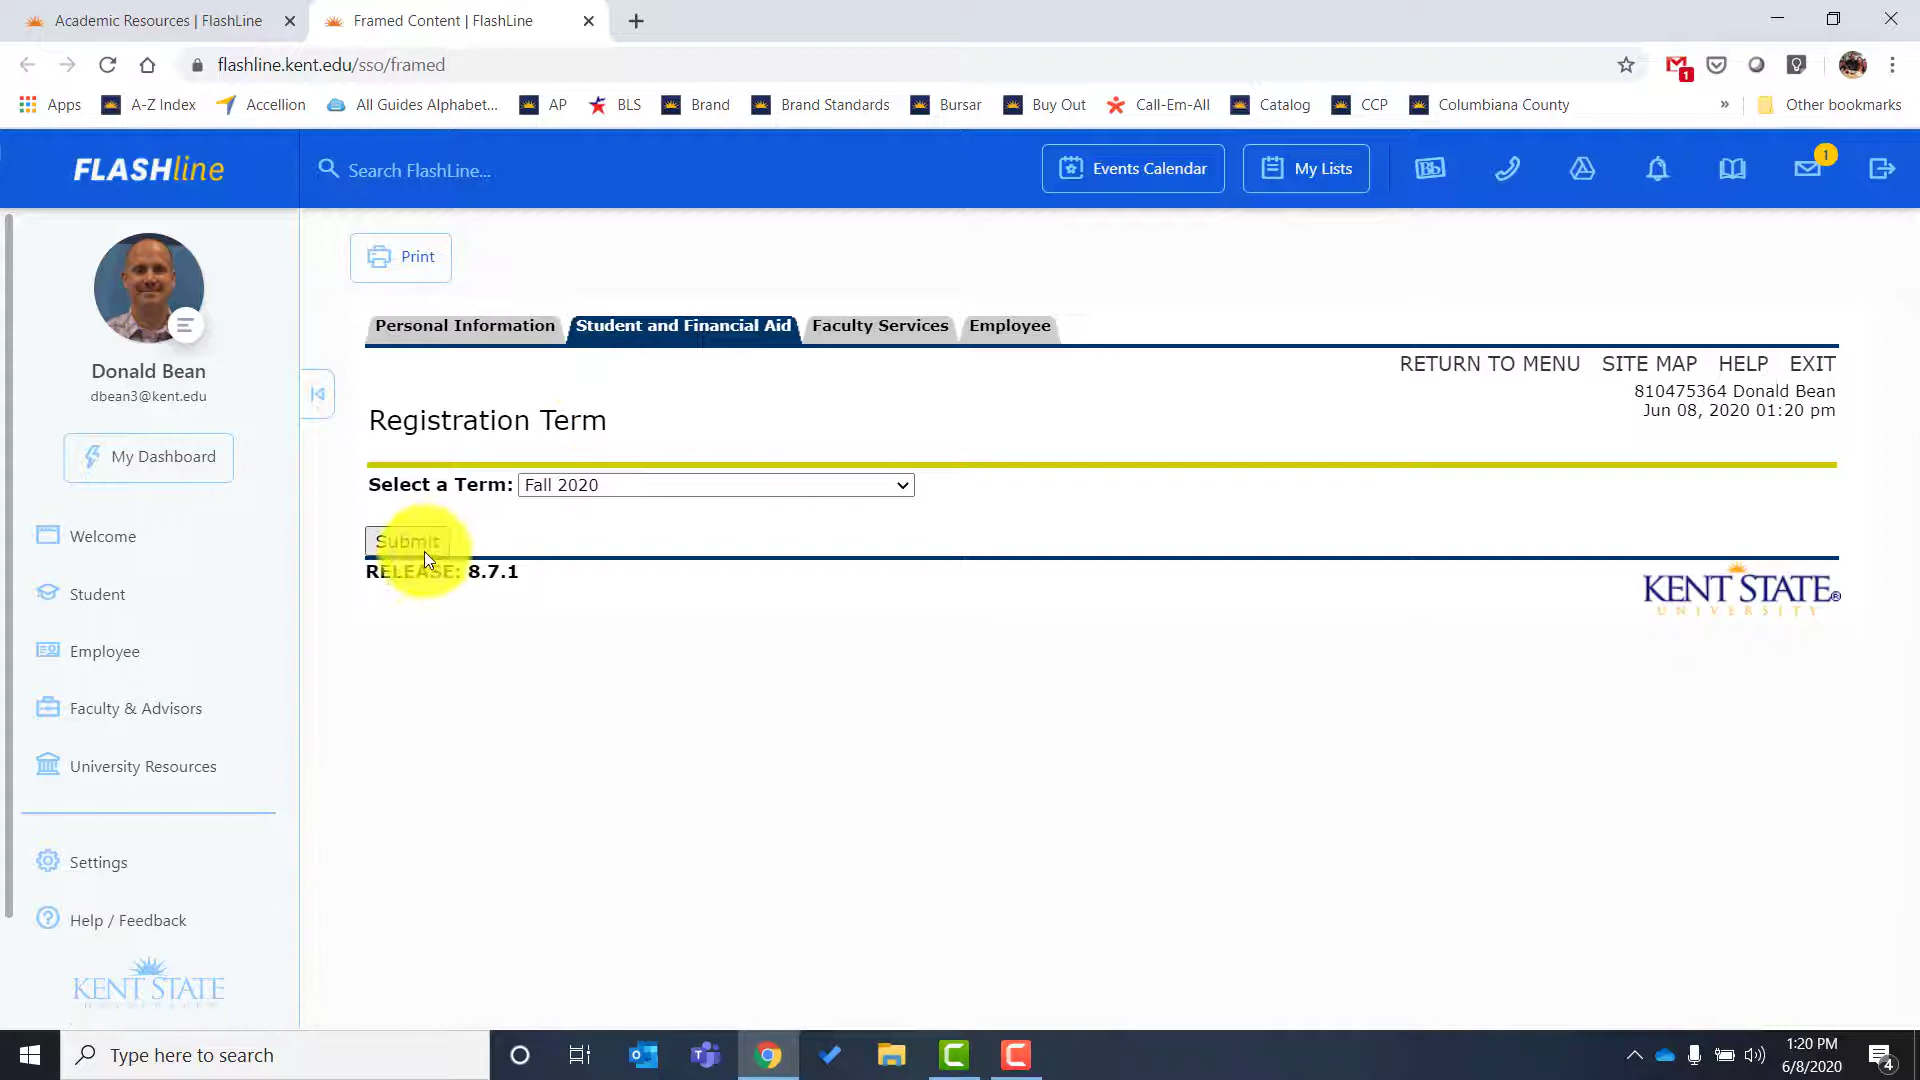 Academic Resources | FlashLine
Framed Content | FlashLine
flashline.kent.edu/sso/framed
1
Apps
A-Z Index
Accellion
All Guides Alphabet...
AP
BLS
Brand
Brand Standards
Bursar
Buy Out
Call-Em-All
Catalog
CCP
Columbiana County
»
Other bookmarks
FLASHline
Search FlashLine...
Events Calendar
My Lists
Bb
1
Print
Donald Bean
dbean3@kent.edu
My Dashboard
Welcome
Student
Employee
Faculty & Advisors
University Resources
Settings
Help / Feedback
KENT STATE
Personal Information
Student and Financial Aid
Faculty Services
Employee
RETURN TO MENU SITE MAP HELP EXIT
810475364 Donald Bean
Jun 08, 2020 01:20 pm
Registration Term
Select a Term: Fall 2020
Submit
RELEASE: 8.7.1
KENT STATE®
UNIVERSITY
Type here to search
1:20 PM
6/8/2020
4